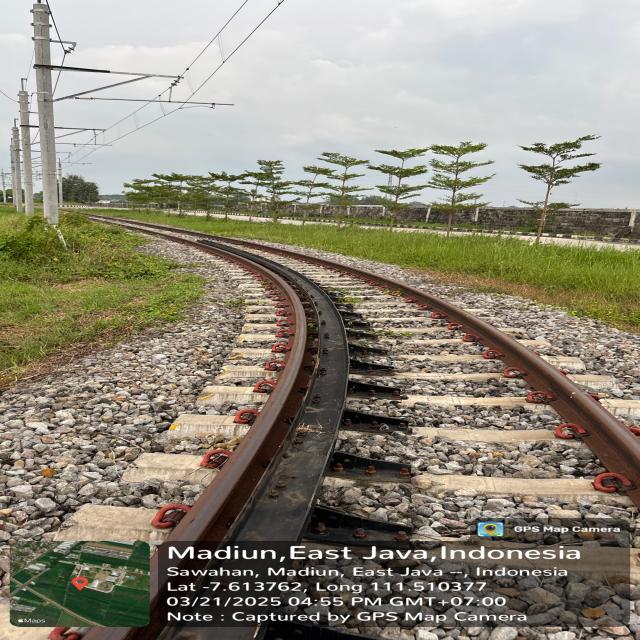 GPS Map Camera
Madiun,East Java,Indonesia
Sawahan, Madiun, East Java —, Indonesia
Lat -7.613762, Long 111.510377
03/21/2025 04:55 PM GMT+07:00
Note : Captured by GPS Map Camera
Maps